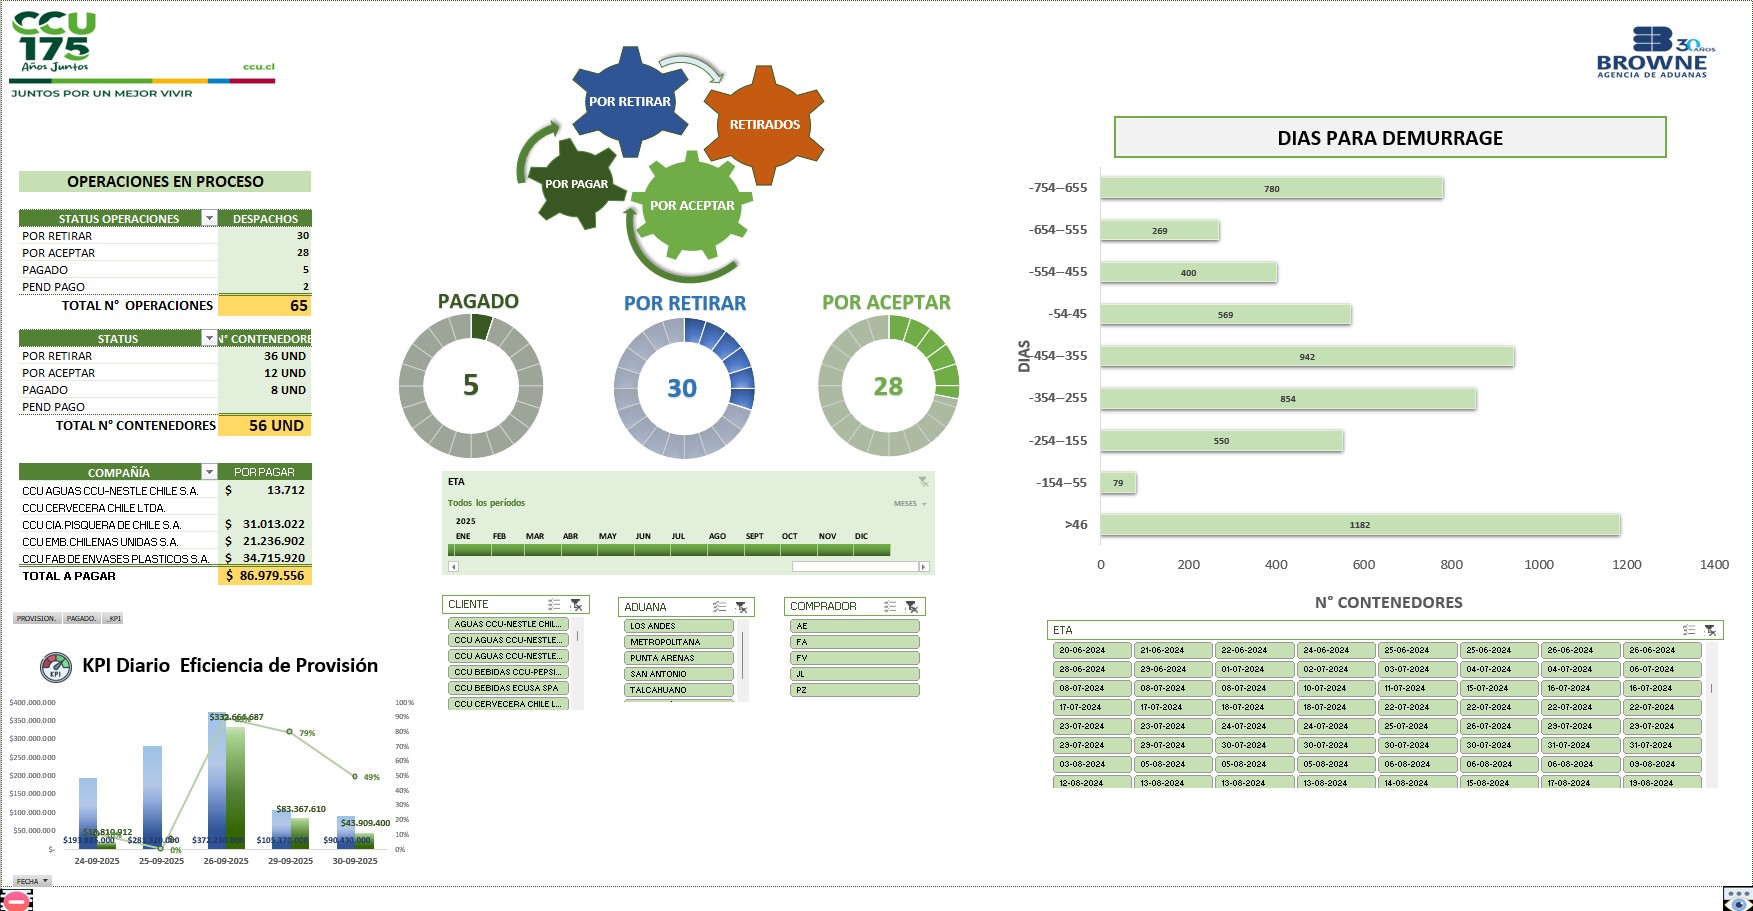 CCU
175
Años Juntos
ccu.cl
JUNTOS POR UN MEJOR VIVIR
30 AÑOS
BROWNE
AGENCIA DE ADUANAS
POR RETIRAR
RETIRADOS
POR PAGAR
POR ACEPTAR
OPERACIONES EN PROCESO
STATUS OPERACIONES DESPACHOS
POR RETIRAR 30
POR ACEPTAR 28
PAGADO 5
PEND PAGO 2
TOTAL N° OPERACIONES 65
STATUS N° CONTENEDORE
POR RETIRAR 36 UND
POR ACEPTAR 12 UND
PAGADO 8 UND
PEND PAGO
TOTAL N° CONTENEDORES 56 UND
COMPAÑÍA POR PAGAR
CCU AGUAS CCU-NESTLE CHILE S.A. $ 13.712
CCU CERVECERA CHILE LTDA.
CCU CIA.PISQUERA DE CHILE S.A. $ 31.013.022
CCU EMB.CHILENAS UNIDAS S.A. $ 21.236.902
CCU FAB DE ENVASES PLASTICOS S.A. $ 34.715.920
TOTAL A PAGAR $ 86.979.556
PROVISION. PAGADO. _KPI
KPI
KPI Diario Eficiencia de Provisión
$400.000.000
$350.000.000
$300.000.000
$250.000.000
$200.000.000
$150.000.000
$100.000.000
$50.000.000
$-
100%
90%
80%
70%
60%
50%
40%
30%
20%
10%
0%
79%
49%
0%
$83.367.610
$43.909.400
24-09-2025 25-09-2025 26-09-2025 29-09-2025 30-09-2025
FECHA
PAGADO
5
POR RETIRAR
30
POR ACEPTAR
28
ETA
Todos los períodos
MESES
2025
ENE FEB MAR ABR MAY JUN JUL AGO SEPT OCT NOV DIC
CLIENTE
AGUAS CCU-NESTLE CHIL...
CCU AGUAS CCU-NESTLE...
CCU AGUAS CCU-NESTLE...
CCU BEBIDAS CCU-PEPSI...
CCU BEBIDAS ECUSA SPA
CCU CERVECERA CHILE L...
ADUANA
LOS ANDES
METROPOLITANA
PUNTA ARENAS
SAN ANTONIO
TALCAHUANO
COMPRADOR
AE
FA
FV
JL
PZ
DIAS PARA DEMURRAGE
DIAS
-754--655 780
-654--555 269
-554--455 400
-54-45 569
-454--355 942
-354--255 854
-254--155 550
-154--55 79
>46 1182
0 200 400 600 800 1000 1200 1400
N° CONTENEDORES
ETA
20-06-2024 21-06-2024 22-06-2024 24-06-2024 25-06-2024 25-06-2024 26-06-2024 26-06-2024
28-06-2024 29-06-2024 01-07-2024 02-07-2024 03-07-2024 04-07-2024 04-07-2024 06-07-2024
08-07-2024 08-07-2024 08-07-2024 10-07-2024 11-07-2024 15-07-2024 16-07-2024 16-07-2024
17-07-2024 17-07-2024 18-07-2024 18-07-2024 22-07-2024 22-07-2024 22-07-2024 22-07-2024
23-07-2024 23-07-2024 24-07-2024 24-07-2024 25-07-2024 26-07-2024 29-07-2024 29-07-2024
29-07-2024 29-07-2024 30-07-2024 30-07-2024 30-07-2024 30-07-2024 31-07-2024 31-07-2024
03-08-2024 05-08-2024 05-08-2024 05-08-2024 06-08-2024 06-08-2024 06-08-2024 09-08-2024
12-08-2024 13-08-2024 13-08-2024 13-08-2024 14-08-2024 15-08-2024 17-08-2024 19-08-2024